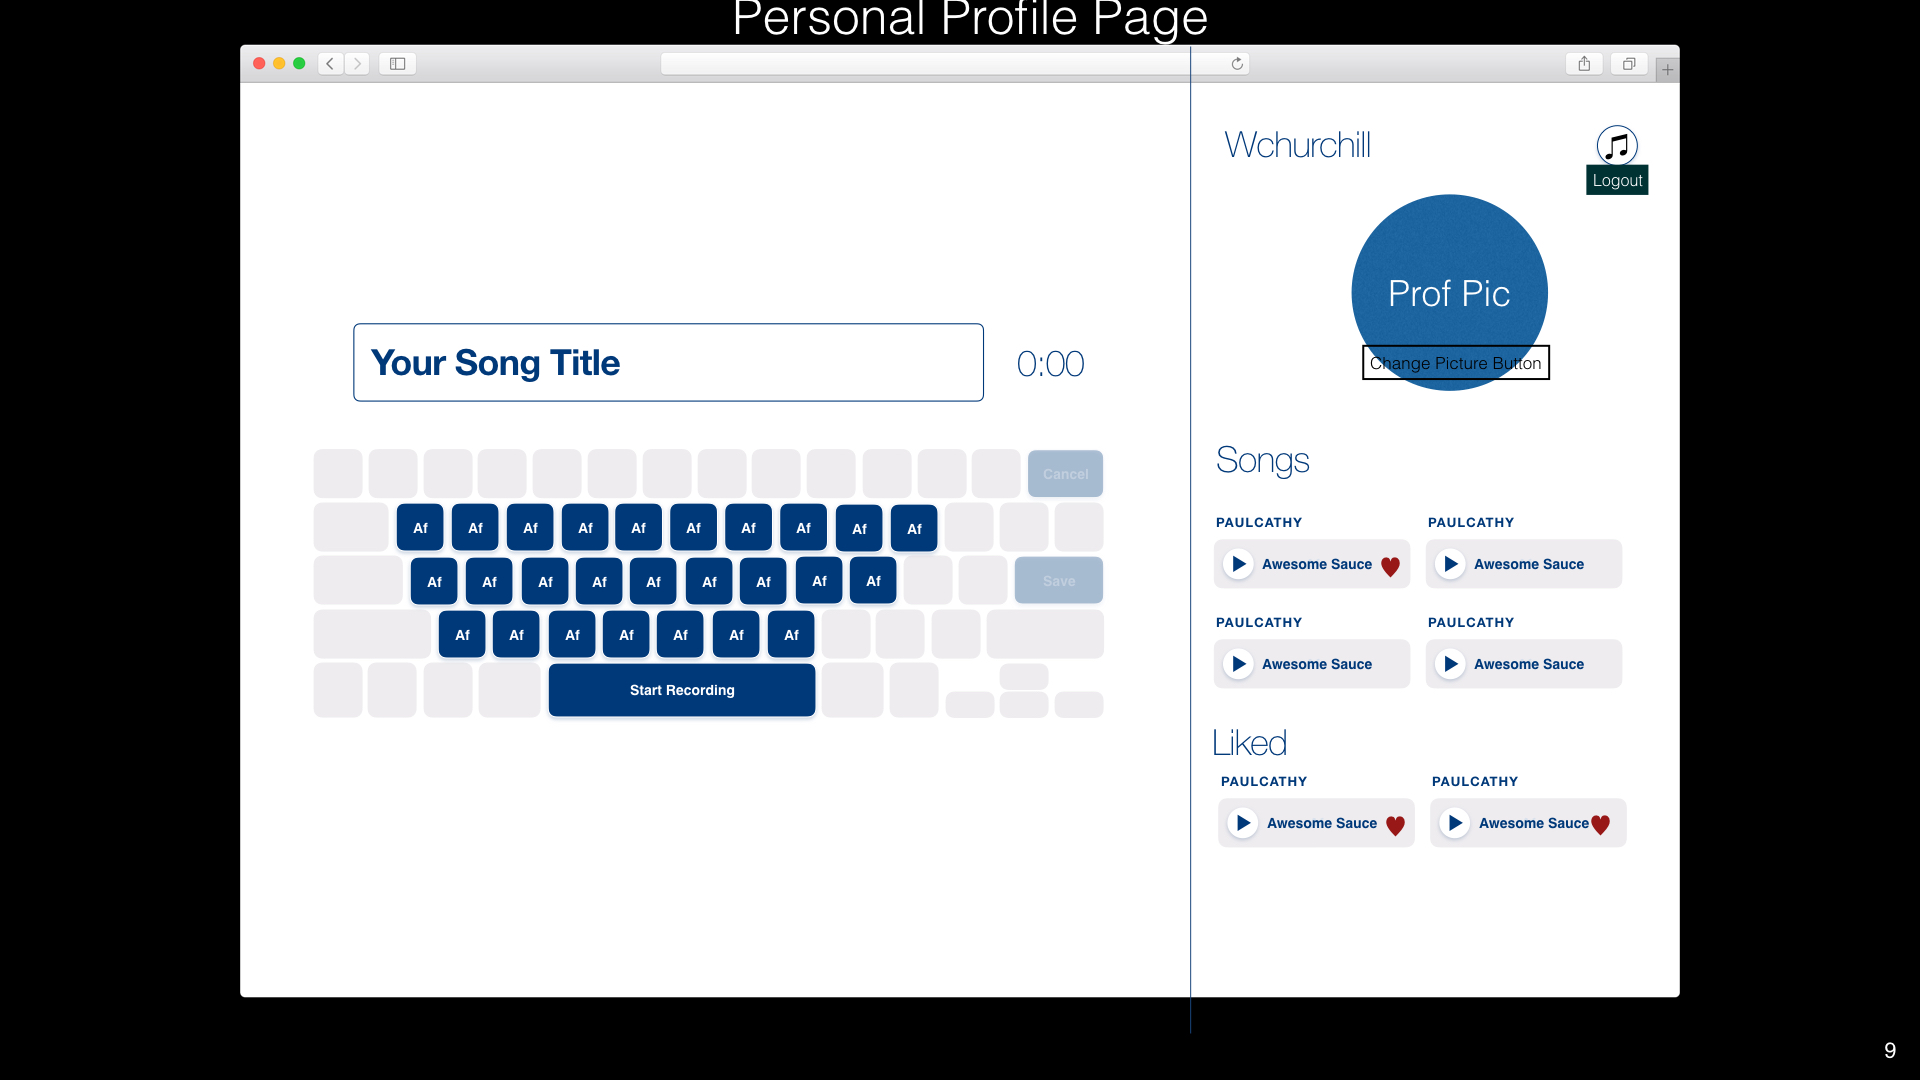 Personal Profile Page
Wchurchill
Logout
Prof Pic
Change Picture Button
Your Song Title
0:00
Cancel
Af Af Af Af Af Af Af Af Af Af
Af Af Af Af Af Af Af Af Af
Save
Af Af Af Af Af Af Af
Start Recording
Songs
PAULCATHY PAULCATHY
Awesome Sauce Awesome Sauce
PAULCATHY PAULCATHY
Awesome Sauce Awesome Sauce
Liked
PAULCATHY PAULCATHY
Awesome Sauce Awesome Sauce
9